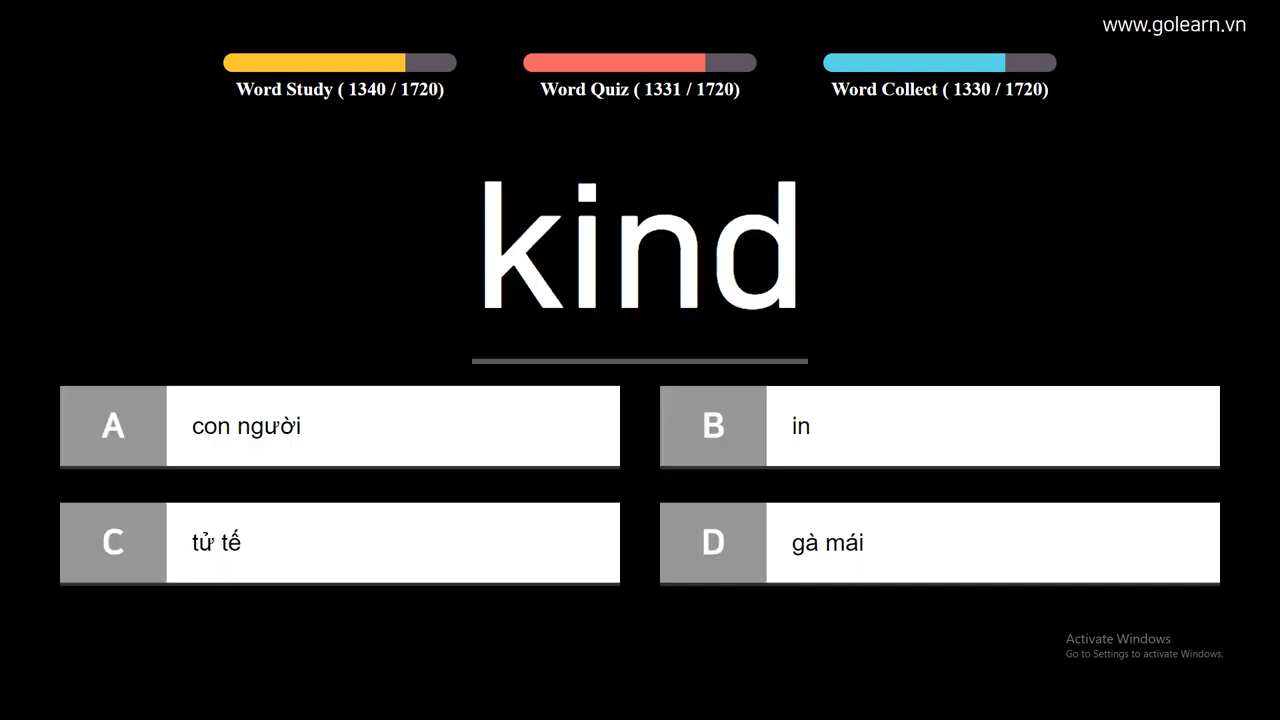 www.golearn.vn
Word Study ( 1340 / 1720)
Word Quiz ( 1331 / 1720)
Word Collect ( 1330 / 1720)
kind
A con người
B in
C tử tế
D gà mái
Activate Windows
Go to Settings to activate Windows.